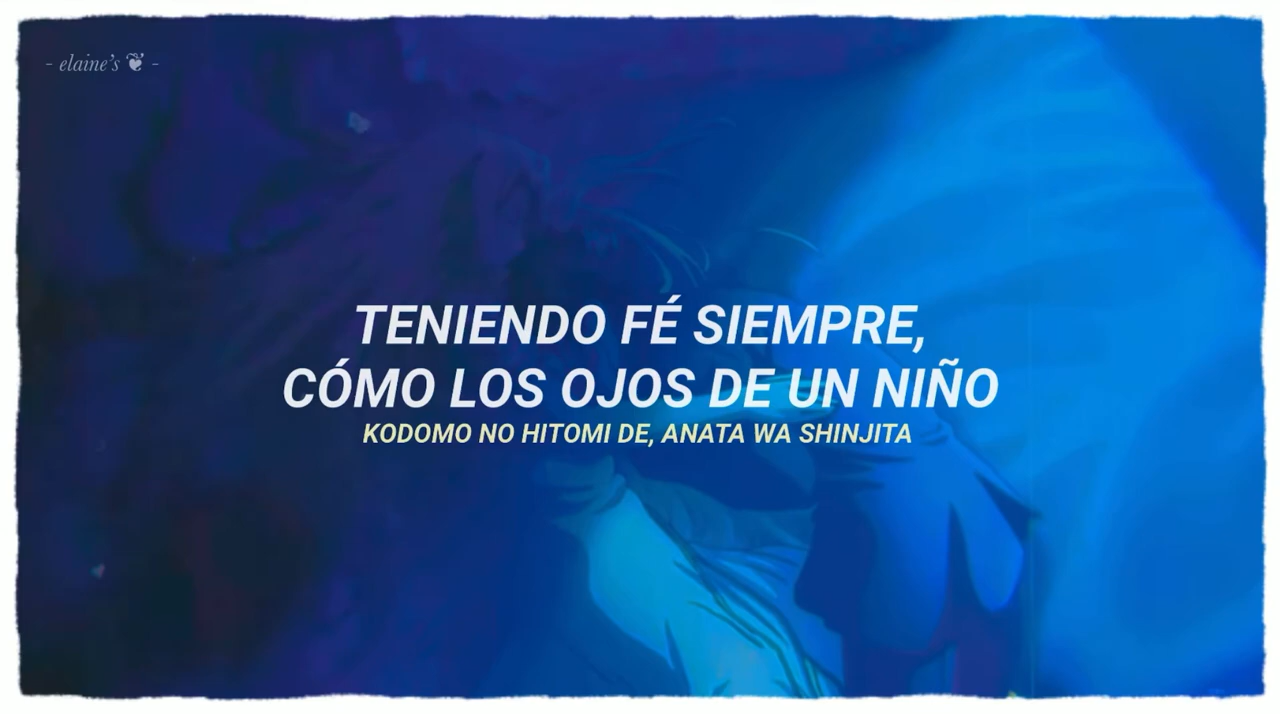 - elaine's ❦ -
TENIENDO FÉ SIEMPRE,
CÓMO LOS OJOS DE UN NIÑO
KODOMO NO HITOMI DE, ANATA WA SHINJITA